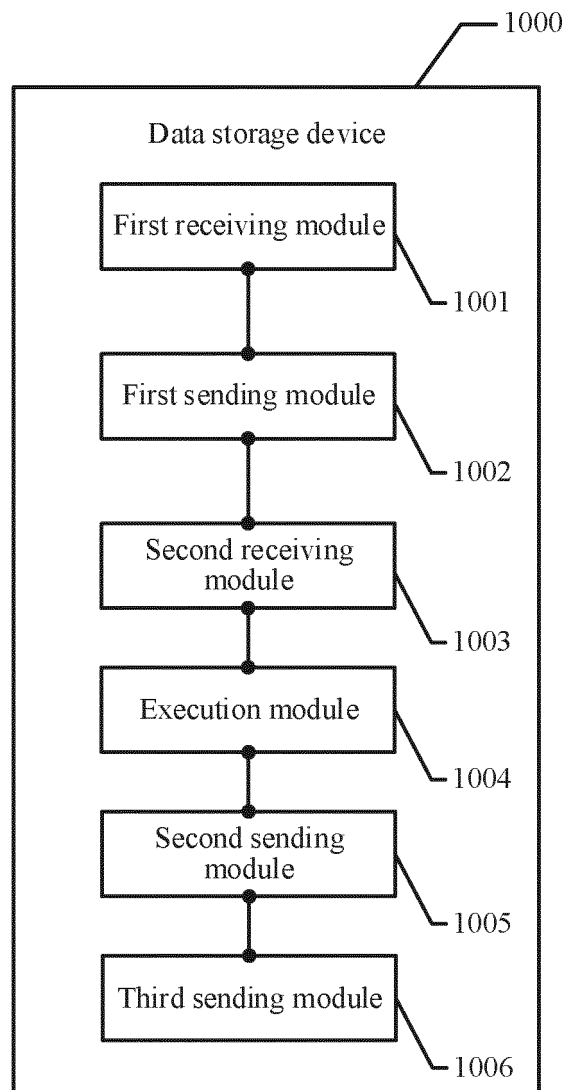 1000
Data storage device
First receiving module
1001
First sending module
1002
Second receiving
module
1003
Execution module
1004
Second sending
module
1005
Third sending module
1006